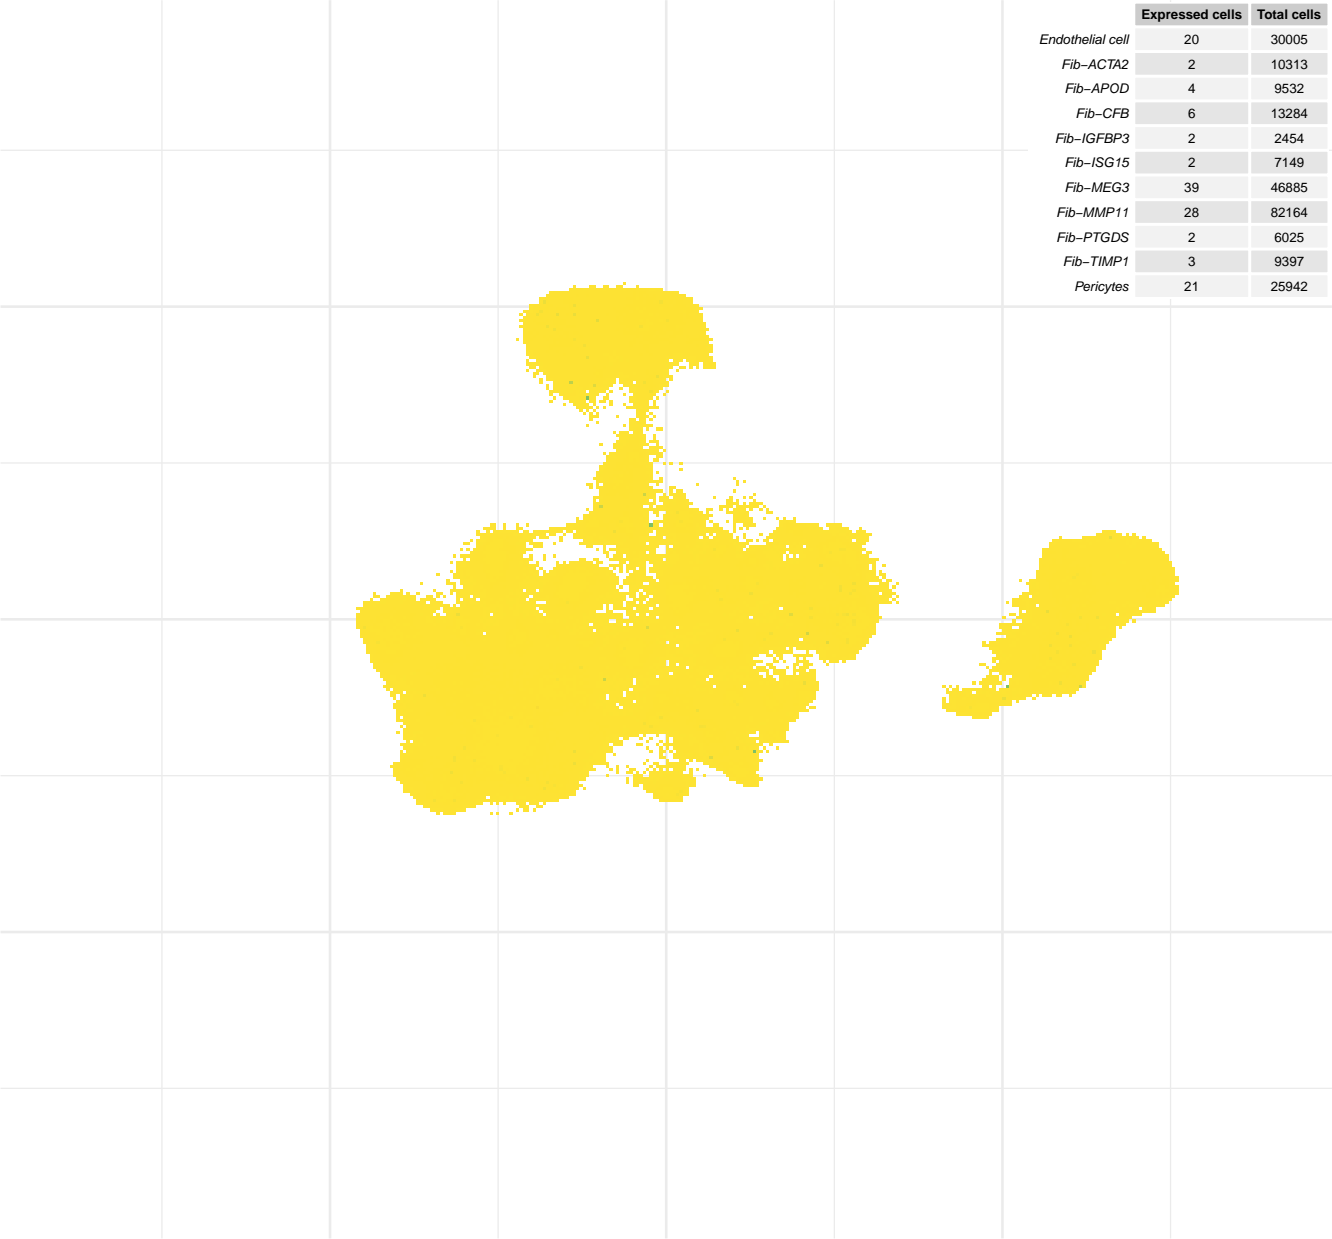 Expressed cells Total cells
Endothelial cell 20 30005
Fib−ACTA2 2 10313
Fib−APOD 4 9532
Fib−CFB 6 13284
Fib−IGFBP3 2 2454
Fib−ISG15 2 7149
Fib−MEG3 39 46885
Fib−MMP11 28 82164
Fib−PTGDS 2 6025
Fib−TIMP1 3 9397
Pericytes 21 25942